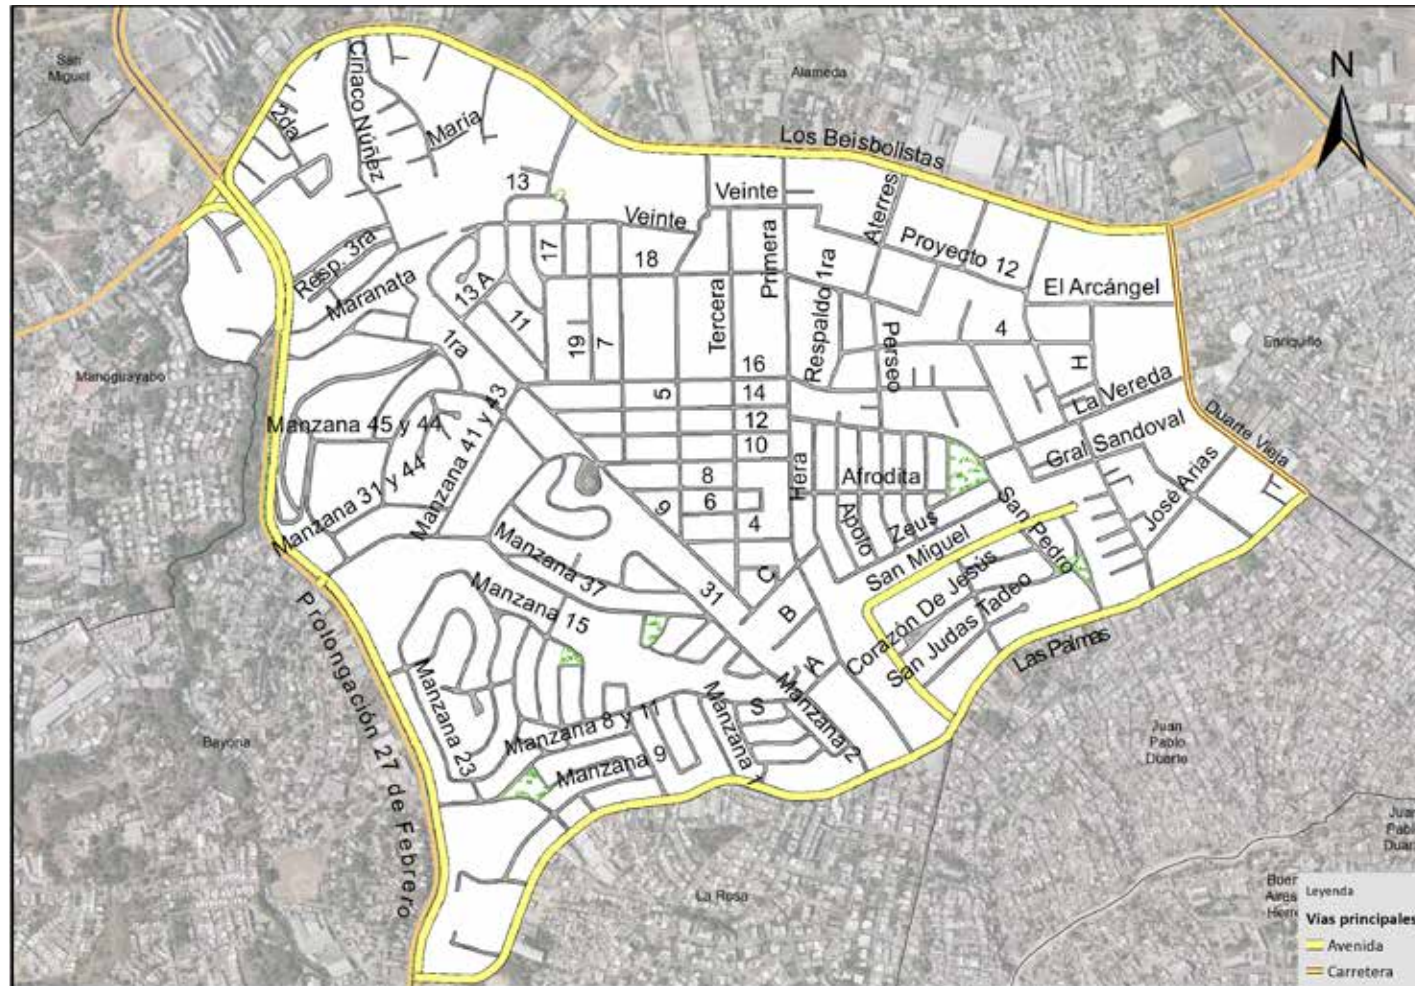 San
Miguel
Alameda
N
Ciriaco Núñez
2da
Maria
Los Beisbolistas
13
Veinte
Veinte
Aterres
Proyecto 12
Resp. 3ra
Maranata
17
18
Primera
Respaldo 1ra
13 A
El Arcángel
11
Tercera
4
1ra
19
7
Perseo
Enriquillo
16
H
Manoguayabo
5
14
La Vereda
Manzana 45 y 44
Manzana 41 y 43
12
Gral Sandoval
Duarte Vieja
10
Manzana 31 y 44
8
Hera
Afrodita
José Arias
6
9
4
Apolo
Zeus
San Pedro
Manzana 37
San Miguel
C
Manzana 15
31
B
Corazón De Jesús
San Judas Tadeo
Las Palmas
A
Prolongación 27 de Febrero
Manzana 23
Manzana 8 y 11
Manzana 1
S
Manzana 2
Manzana 9
Bayona
Juan
Pablo
Duarte
La Rosa
Leyenda
Vías principales
Avenida
Carretera